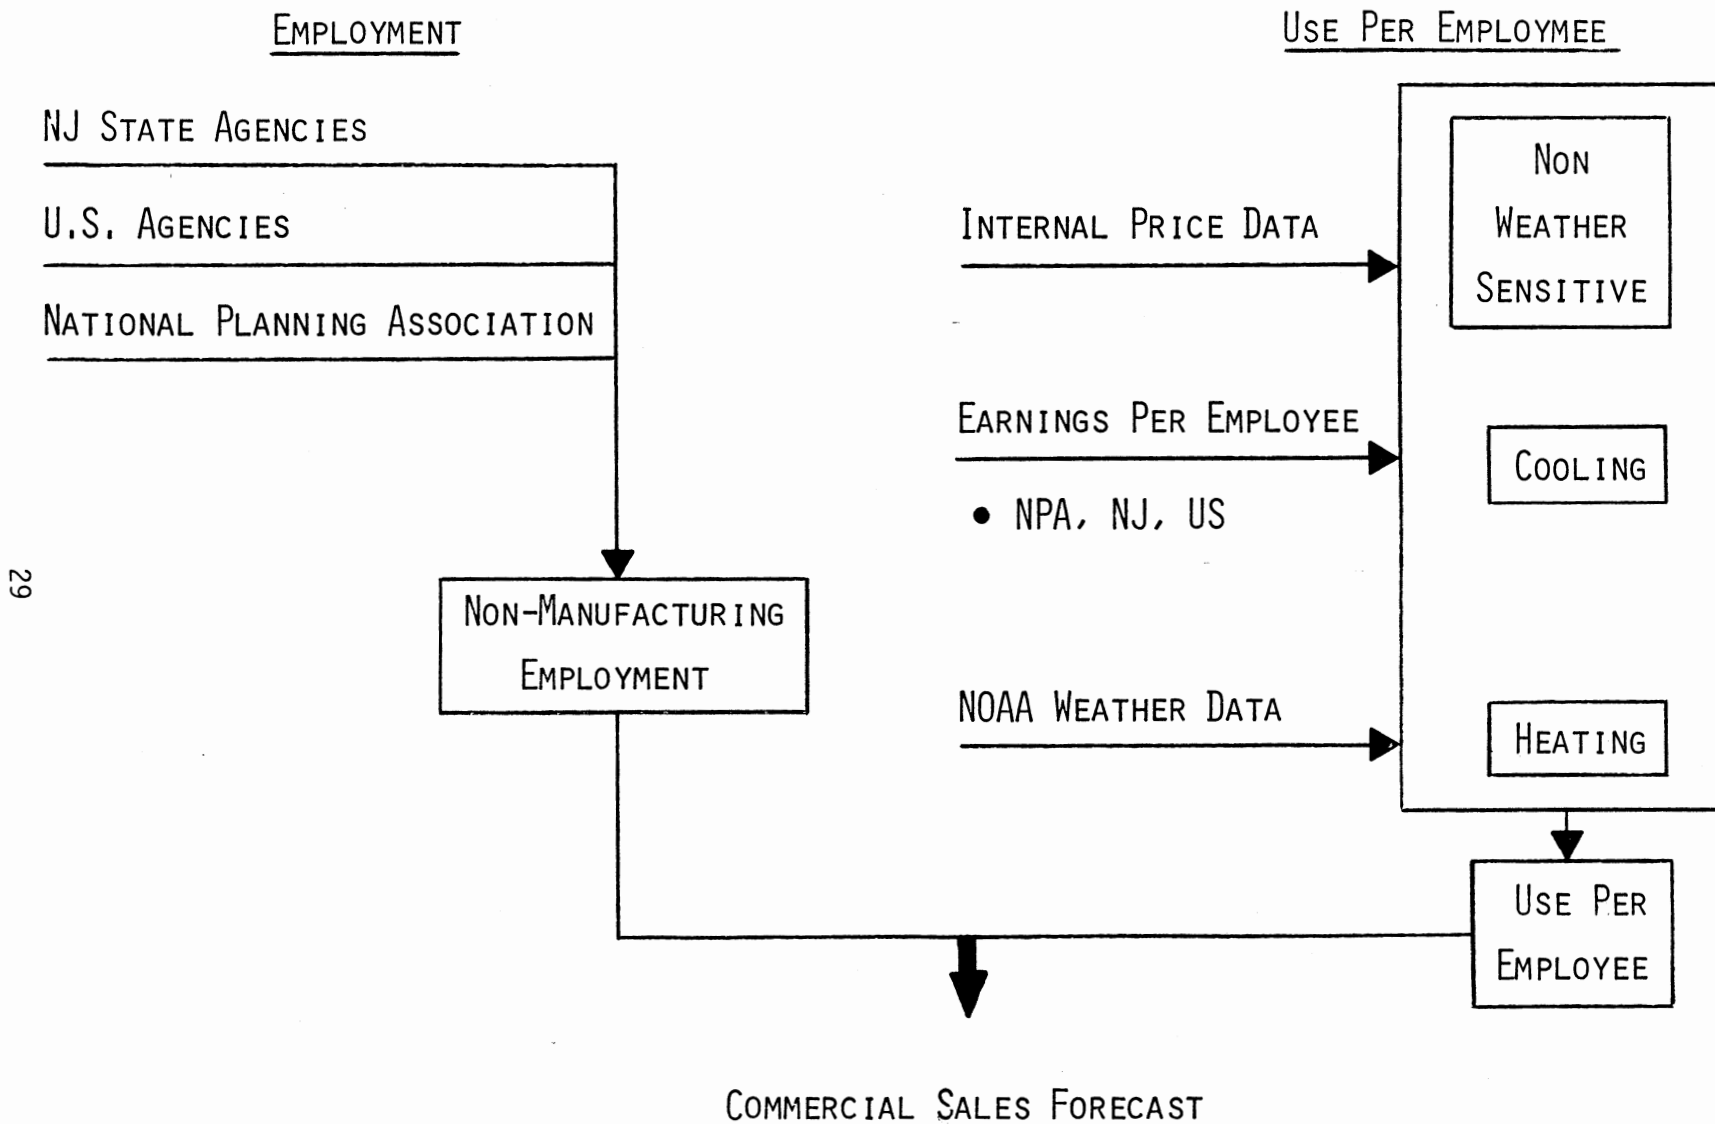 EMPLOYMENT
NJ STATE AGENCIES
U.S. AGENCIES
NATIONAL PLANNING ASSOCIATION
NON-MANUFACTURING
EMPLOYMENT
USE PER EMPLOYMEE
INTERNAL PRICE DATA
EARNINGS PER EMPLOYEE
• NPA, NJ, US
NOAA WEATHER DATA
NON
WEATHER
SENSITIVE
COOLING
HEATING
USE PER
EMPLOYEE
COMMERCIAL SALES FORECAST
29